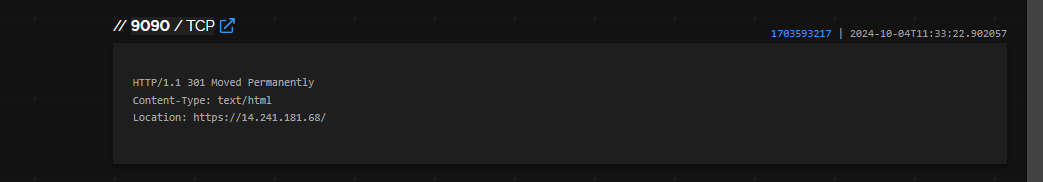 // 9090 / TCP
1703593217 | 2024-10-04T11:33:22.902057
HTTP/1.1 301 Moved Permanently
Content-Type: text/html
Location: https://14.241.181.68/